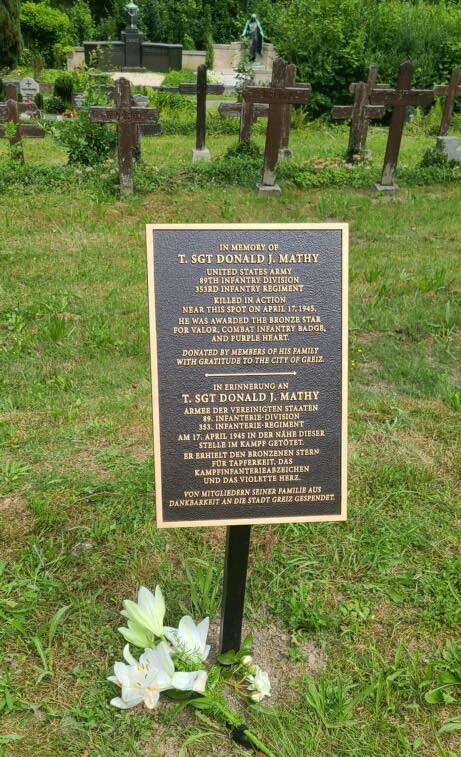 IN MEMORY OF
T. SGT DONALD J. MATHY
UNITED STATES ARMY
89TH INFANTRY DIVISION
353RD INFANTRY REGIMENT
KILLED IN ACTION
NEAR THIS SPOT ON APRIL 17, 1945.
HE WAS AWARDED THE BRONZE STAR
FOR VALOR, COMBAT INFANTRY BADGE,
AND PURPLE HEART.
DONATED BY MEMBERS OF HIS FAMILY
WITH GRATITUDE TO THE CITY OF GREIZ.
IN ERINNERUNG AN
T. SGT DONALD J. MATHY
ARMEE DER VEREINIGTEN STAATEN
89. INFANTERIE-DIVISION
353. INFANTERIE-REGIMENT
AM 17. APRIL 1945 IN DER NÄHE DIESER
STELLE IM KAMPF GETÖTET.
ER ERHIELT DEN BRONZENEN STERN
FÜR TAPFERKEIT, DAS
KAMPFINFANTERIEABZEICHEN
UND DAS VIOLETTE HERZ.
VON MITGLIEDERN SEINER FAMILIE AUS
DANKBARKEIT AN DIE STADT GREIZ GESPENDET.